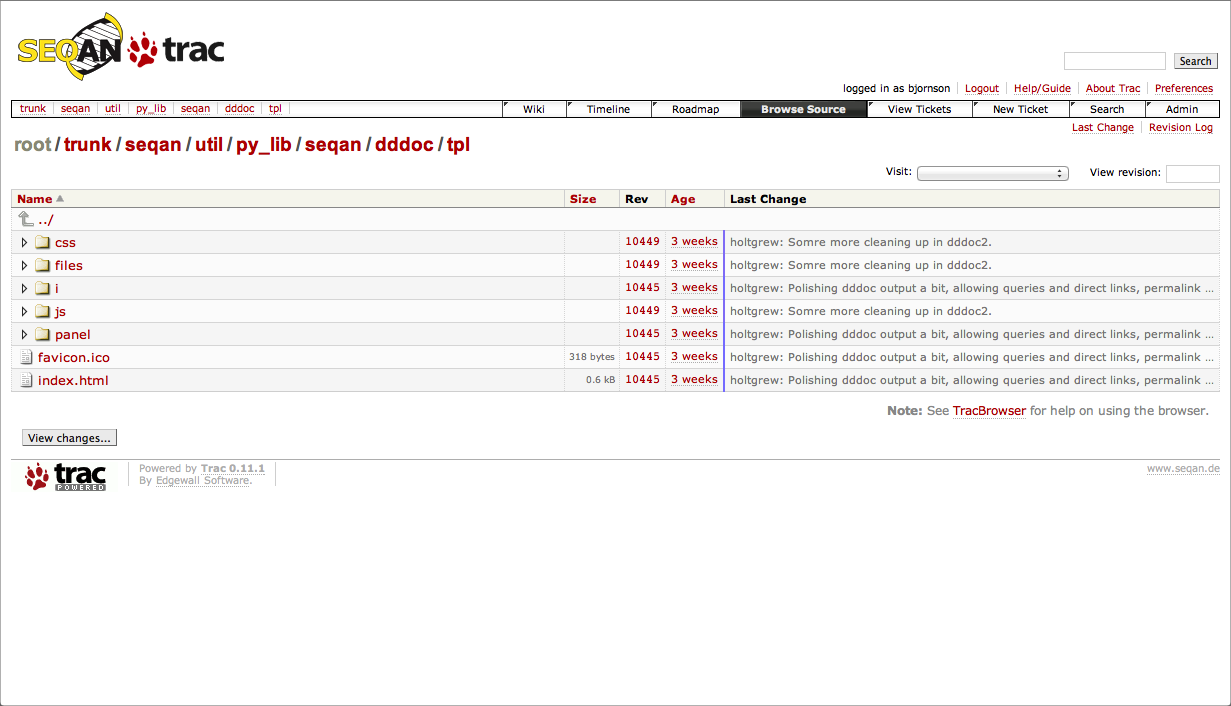 SEQAN trac
Search
logged in as bjornson Logout Help/Guide About Trac Preferences
trunk seqan util py_lib seqan dddoc tpl Wiki Timeline Roadmap Browse Source View Tickets New Ticket Search Admin
Last Change Revision Log
root / trunk / seqan / util / py_lib / seqan / dddoc / tpl
Visit: View revision:
Name Size Rev Age Last Change
../
css 10449 3 weeks holtgrew: Somre more cleaning up in dddoc2.
files 10449 3 weeks holtgrew: Somre more cleaning up in dddoc2.
i 10445 3 weeks holtgrew: Polishing dddoc output a bit, allowing queries and direct links, permalink ...
js 10449 3 weeks holtgrew: Somre more cleaning up in dddoc2.
panel 10445 3 weeks holtgrew: Polishing dddoc output a bit, allowing queries and direct links, permalink ...
favicon.ico 318 bytes 10445 3 weeks holtgrew: Polishing dddoc output a bit, allowing queries and direct links, permalink ...
index.html 0.6 kB 10445 3 weeks holtgrew: Polishing dddoc output a bit, allowing queries and direct links, permalink ...
Note: See TracBrowser for help on using the browser.
View changes...
trac POWERED
Powered by Trac 0.11.1
By Edgewall Software.
www.seqan.de